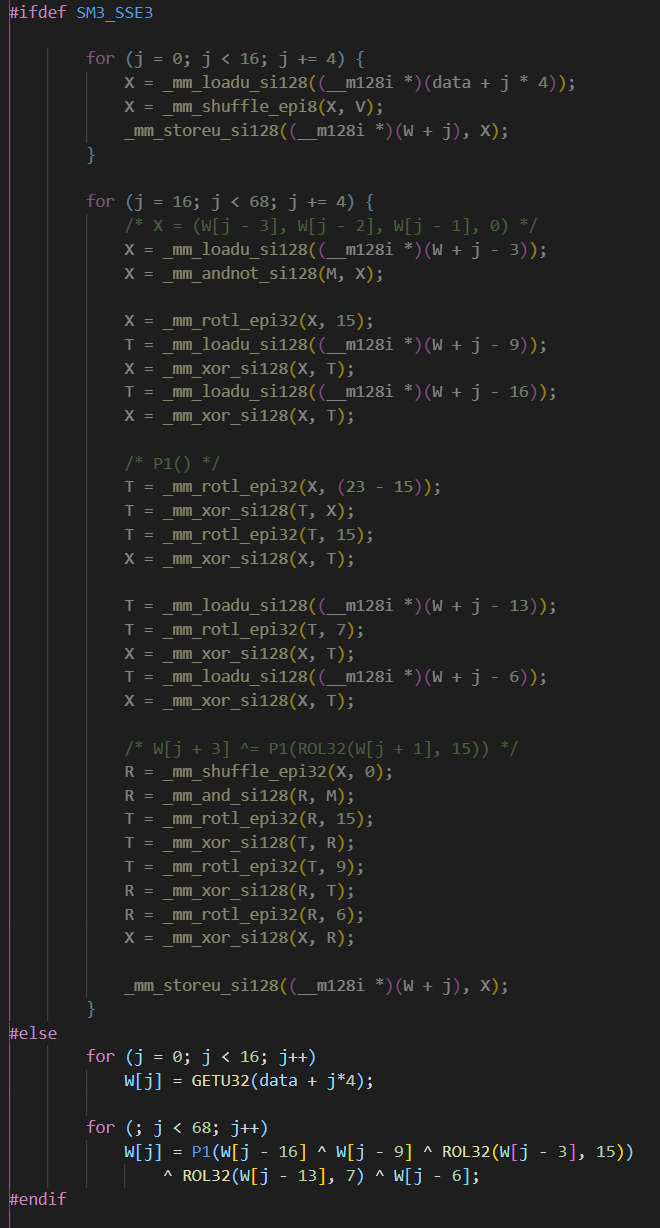 #ifdef SM3_SSE3
for (j = 0; j < 16; j += 4) {
X = _mm_loadu_si128((__m128i *)(data + j * 4));
X = _mm_shuffle_epi8(X, V);
_mm_storeu_si128((__m128i *)(W + j), X);
}
for (j = 16; j < 68; j += 4) {
/* X = (W[j - 3], W[j - 2], W[j - 1], 0) */
X = _mm_loadu_si128((__m128i *)(W + j - 3));
X = _mm_andnot_si128(M, X);
X = _mm_rotl_epi32(X, 15);
T = _mm_loadu_si128((__m128i *)(W + j - 9));
X = _mm_xor_si128(X, T);
T = _mm_loadu_si128((__m128i *)(W + j - 16));
X = _mm_xor_si128(X, T);
/* P1() */
T = _mm_rotl_epi32(X, (23 - 15));
T = _mm_xor_si128(T, X);
T = _mm_rotl_epi32(T, 15);
X = _mm_xor_si128(X, T);
T = _mm_loadu_si128((__m128i *)(W + j - 13));
T = _mm_rotl_epi32(T, 7);
X = _mm_xor_si128(X, T);
T = _mm_loadu_si128((__m128i *)(W + j - 6));
X = _mm_xor_si128(X, T);
/* W[j + 3] ^= P1(ROL32(W[j + 1], 15)) */
R = _mm_shuffle_epi32(X, 0);
R = _mm_and_si128(R, M);
T = _mm_rotl_epi32(R, 15);
T = _mm_xor_si128(T, R);
T = _mm_rotl_epi32(T, 9);
R = _mm_xor_si128(R, T);
R = _mm_rotl_epi32(R, 6);
X = _mm_xor_si128(X, R);
_mm_storeu_si128((__m128i *)(W + j), X);
}
#else
for (j = 0; j < 16; j++)
W[j] = GETU32(data + j*4);
for (; j < 68; j++)
W[j] = P1(W[j - 16] ^ W[j - 9] ^ ROL32(W[j - 3], 15))
^ ROL32(W[j - 13], 7) ^ W[j - 6];
#endif